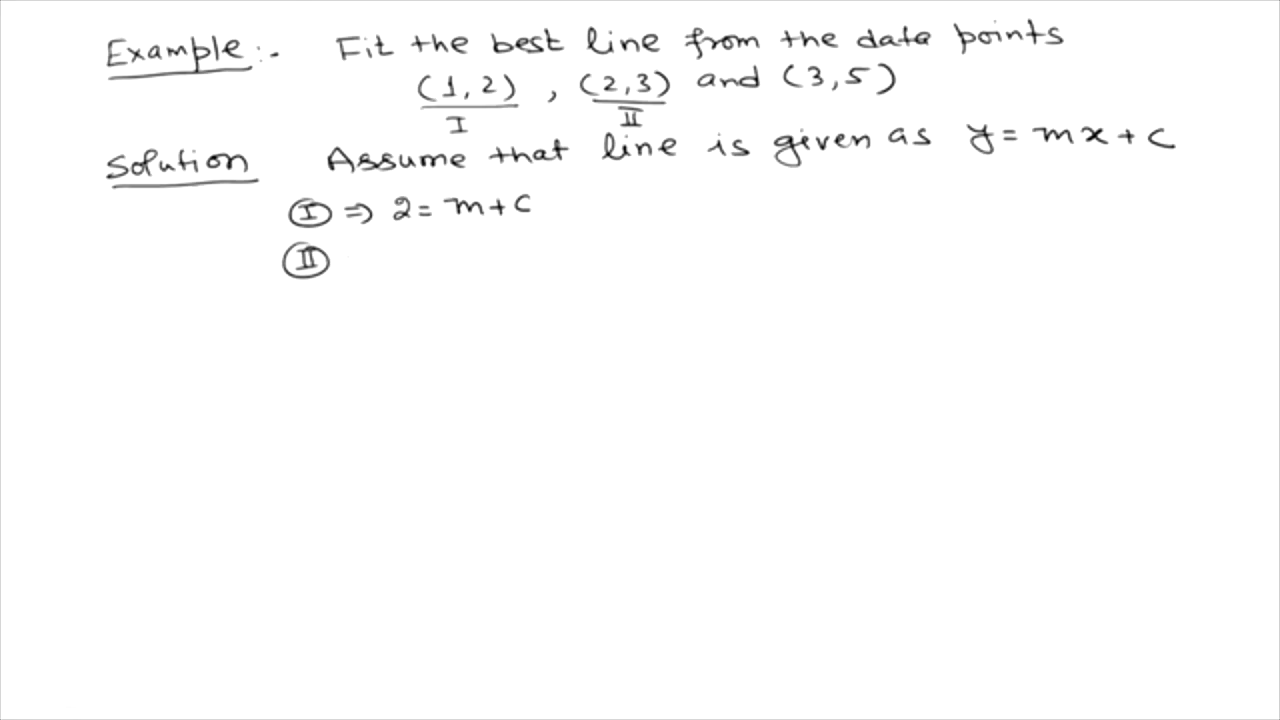 Example :- Fit the best line from the data points
(1,2) , (2,3) and (3,5)
I II
Solution Assume that line is given as y = mx + c
I ⇒ 2 = m + c
II